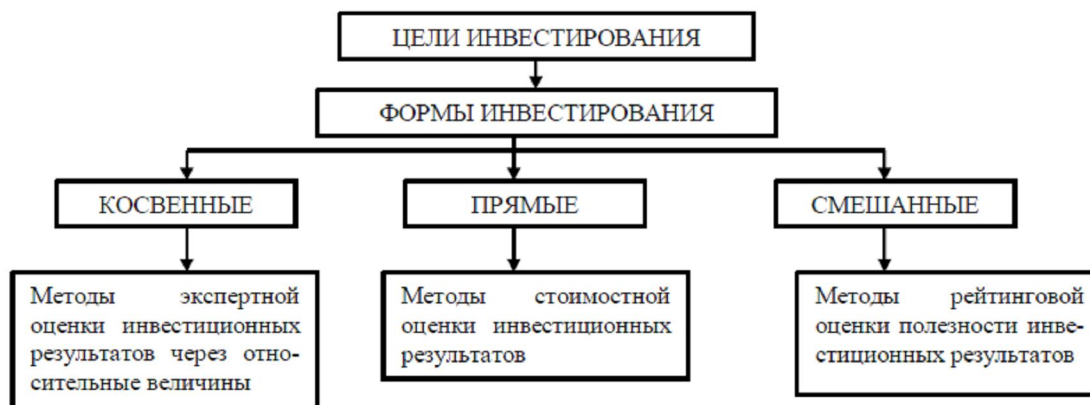 ЦЕЛИ ИНВЕСТИРОВАНИЯ
ФОРМЫ ИНВЕСТИРОВАНИЯ
КОСВЕННЫЕ
ПРЯМЫЕ
СМЕШАННЫЕ
Методы экспертной
оценки инвестиционных
результатов через отно-
сительные величины
Методы стоимостной
оценки инвестиционных
результатов
Методы рейтинговой
оценки полезности инве-
стиционных результатов